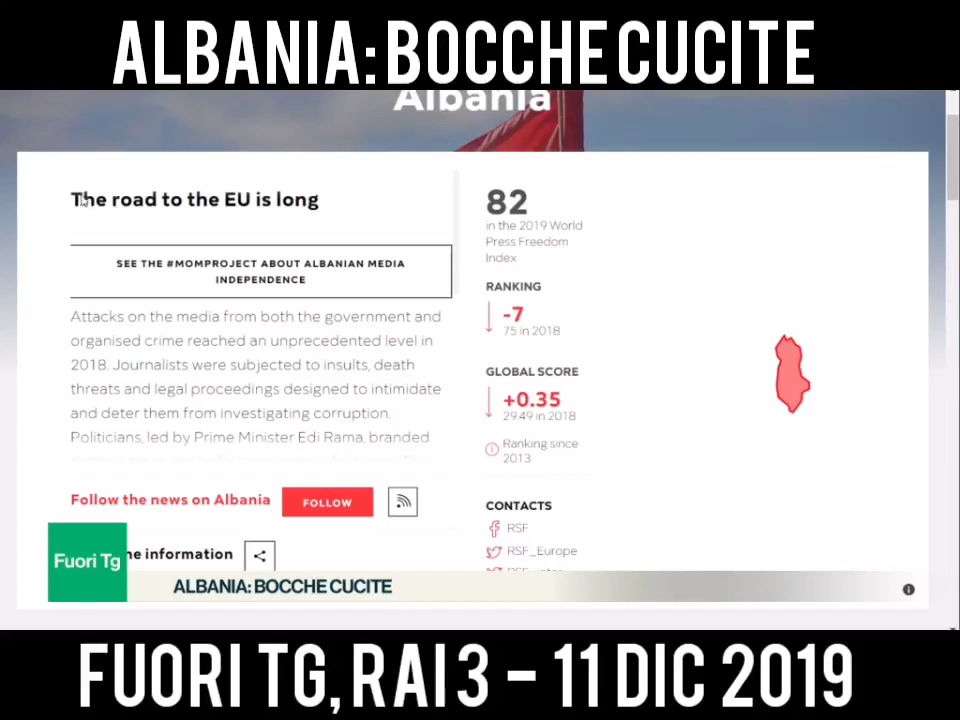 ALBANIA: BOCCHE CUCITE
Albania
The road to the EU is long
SEE THE #MOMPROJECT ABOUT ALBANIAN MEDIA
INDEPENDENCE
Attacks on the media from both the government and
organised crime reached an unprecedented level in
2018. Journalists were subjected to insults, death
threats and legal proceedings designed to intimidate
and deter them from investigating corruption.
Politicians, led by Prime Minister Edi Rama, branded
Follow the news on Albania
FOLLOW
82
in the 2019 World
Press Freedom
Index
RANKING
-7
75 in 2018
GLOBAL SCORE
+0.35
29.49 in 2018
Ranking since
2013
CONTACTS
RSF
RSF_Europe
Fuori Tg
information
ALBANIA: BOCCHE CUCITE
FUORI TG, RAI 3 – 11 DIC 2019